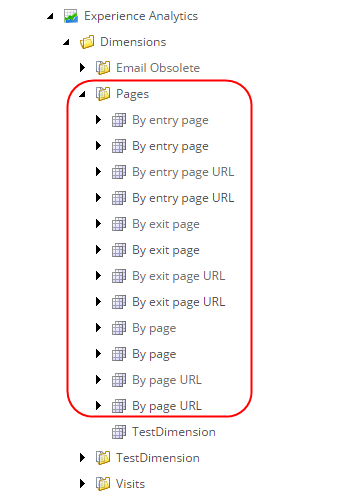 Experience Analytics
Dimensions
Email Obsolete
Pages
By entry page
By entry page
By entry page URL
By entry page URL
By exit page
By exit page
By exit page URL
By exit page URL
By page
By page
By page URL
By page URL
TestDimension
TestDimension
Visits